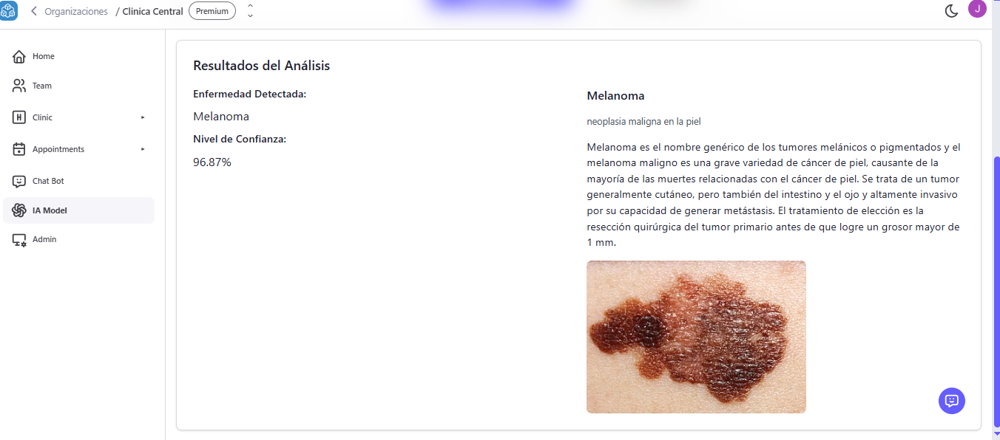 Organizaciones / Clinica Central Premium
J
Home
Team
Clinic
Appointments
Chat Bot
IA Model
Admin
Resultados del Análisis
Enfermedad Detectada:
Melanoma
Nivel de Confianza:
96.87%
Melanoma
neoplasia maligna en la piel
Melanoma es el nombre genérico de los tumores melánicos o pigmentados y el
melanoma maligno es una grave variedad de cáncer de piel, causante de la
mayoría de las muertes relacionadas con el cáncer de piel. Se trata de un tumor
generalmente cutáneo, pero también del intestino y el ojo y altamente invasivo
por su capacidad de generar metástasis. El tratamiento de elección es la
resección quirúrgica del tumor primario antes de que logre un grosor mayor de
1 mm.